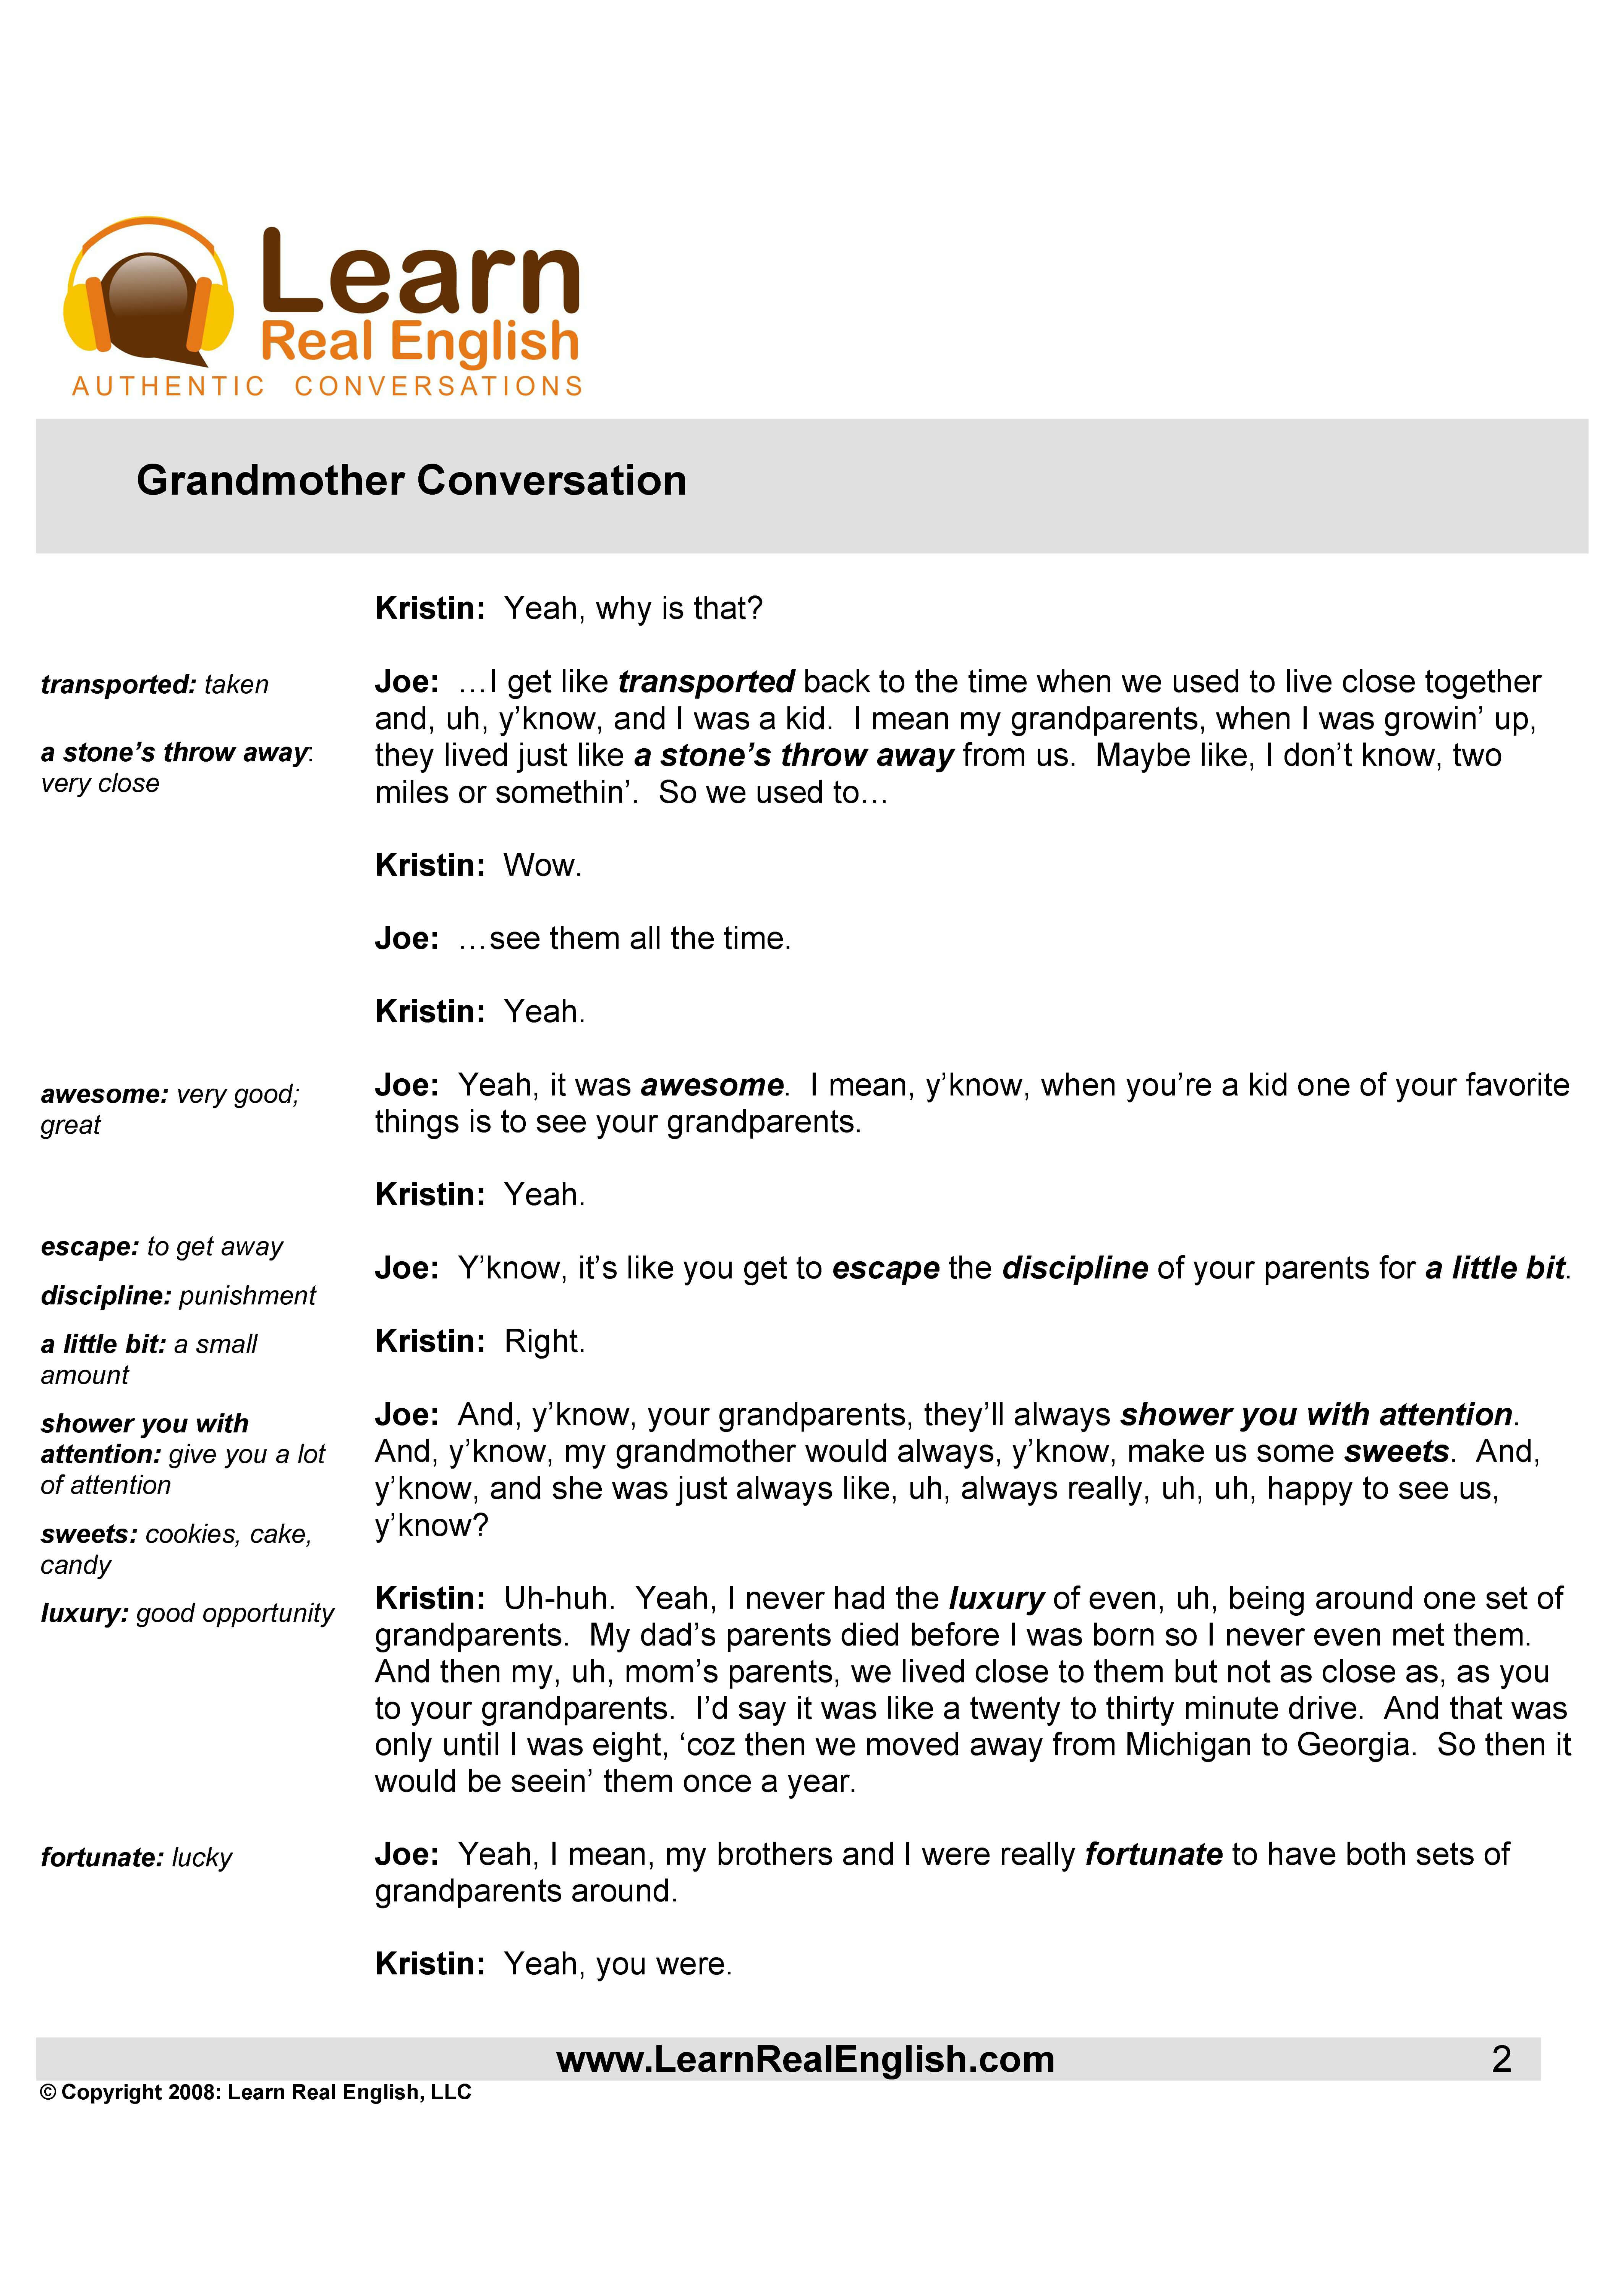 Learn
Real English
AUTHENTIC CONVERSATIONS
Grandmother Conversation
Kristin: Yeah, why is that?
transported: taken
Joe: …I get like transported back to the time when we used to live close together
and, uh, y’know, and I was a kid. I mean my grandparents, when I was growin’ up,
a stone’s throw away:
very close
they lived just like a stone’s throw away from us. Maybe like, I don’t know, two
miles or somethin’. So we used to…
Kristin: Wow.
Joe: …see them all the time.
Kristin: Yeah.
awesome: very good;
great
Joe: Yeah, it was awesome. I mean, y’know, when you’re a kid one of your favorite
things is to see your grandparents.
Kristin: Yeah.
escape: to get away
discipline: punishment
a little bit: a small
amount
Joe: Y’know, it’s like you get to escape the discipline of your parents for a little bit.
Kristin: Right.
shower you with
attention: give you a lot
of attention
sweets: cookies, cake,
candy
Joe: And, y’know, your grandparents, they’ll always shower you with attention.
And, y’know, my grandmother would always, y’know, make us some sweets. And,
y’know, and she was just always like, uh, always really, uh, uh, happy to see us,
y’know?
luxury: good opportunity
Kristin: Uh-huh. Yeah, I never had the luxury of even, uh, being around one set of
grandparents. My dad’s parents died before I was born so I never even met them.
And then my, uh, mom’s parents, we lived close to them but not as close as, as you
to your grandparents. I’d say it was like a twenty to thirty minute drive. And that was
only until I was eight, ‘coz then we moved away from Michigan to Georgia. So then it
would be seein’ them once a year.
fortunate: lucky
Joe: Yeah, I mean, my brothers and I were really fortunate to have both sets of
grandparents around.
Kristin: Yeah, you were.
www.LearnRealEnglish.com 2
© Copyright 2008: Learn Real English, LLC